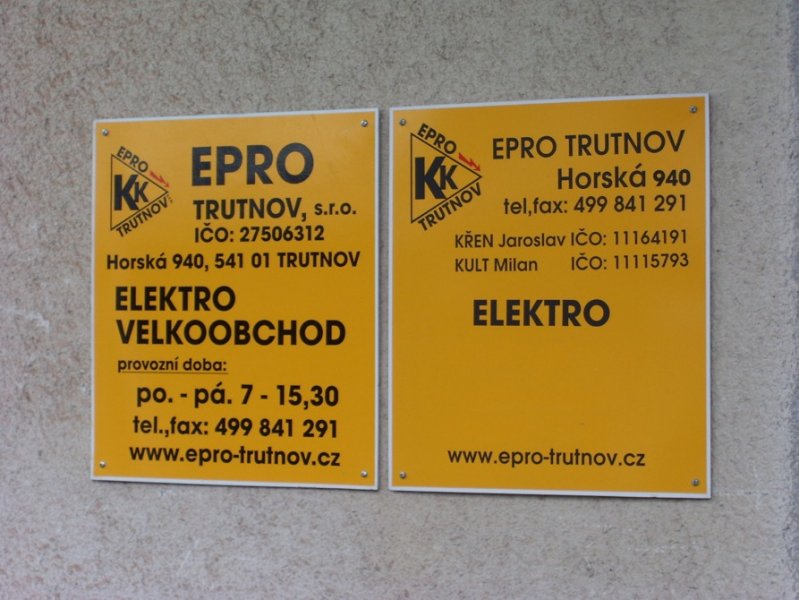 EPRO
KK
TRUTNOV
EPRO
TRUTNOV, s.r.o.
IČO: 27506312
Horská 940, 541 01 TRUTNOV
ELEKTRO
VELKOOBCHOD
provozní doba:
po. - pá. 7 - 15,30
tel.,fax: 499 841 291
www.epro-trutnov.cz
EPRO
KK
TRUTNOV
EPRO TRUTNOV
Horská 940
tel,fax: 499 841 291
KŘEN Jaroslav IČO: 11164191
KULT Milan IČO: 11115793
ELEKTRO
www.epro-trutnov.cz